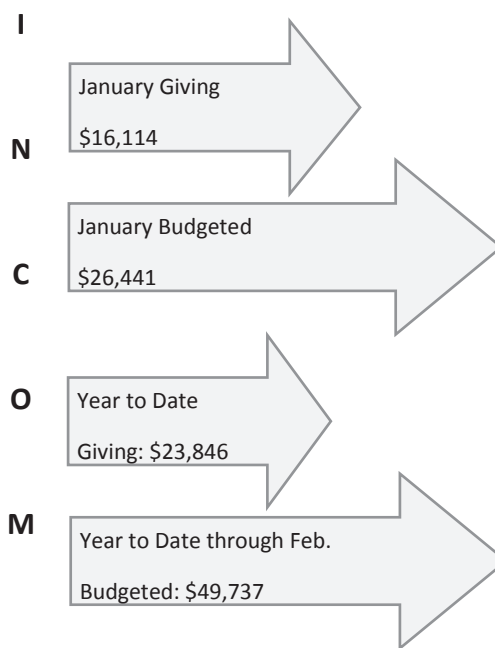 I
January Giving
$16,114
N
January Budgeted
$26,441
C
O
Year to Date
Giving: $23,846
M
Year to Date through Feb.
Budgeted: $49,737